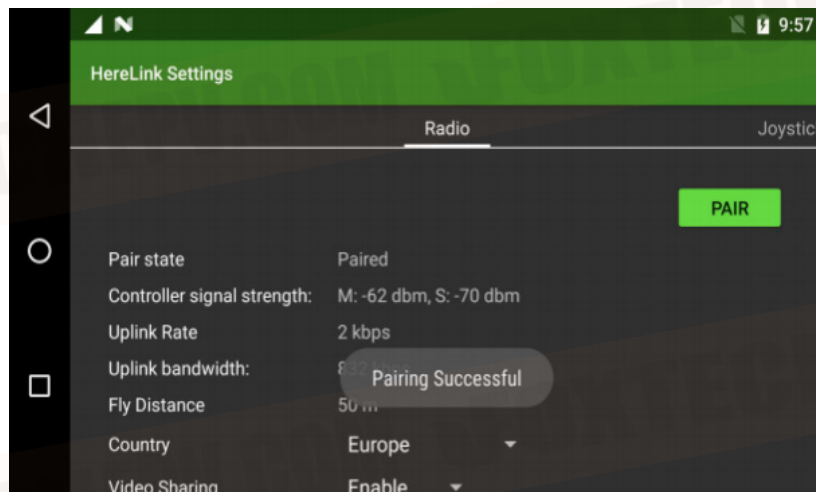 9:57
HereLink Settings
Radio Joystic
PAIR
Pair state Paired
Controller signal strength: M: -62 dbm, S: -70 dbm
Uplink Rate 2 kbps
Uplink bandwidth:
Pairing Successful
Fly Distance 50 m
Country Europe
Video Sharing Enable